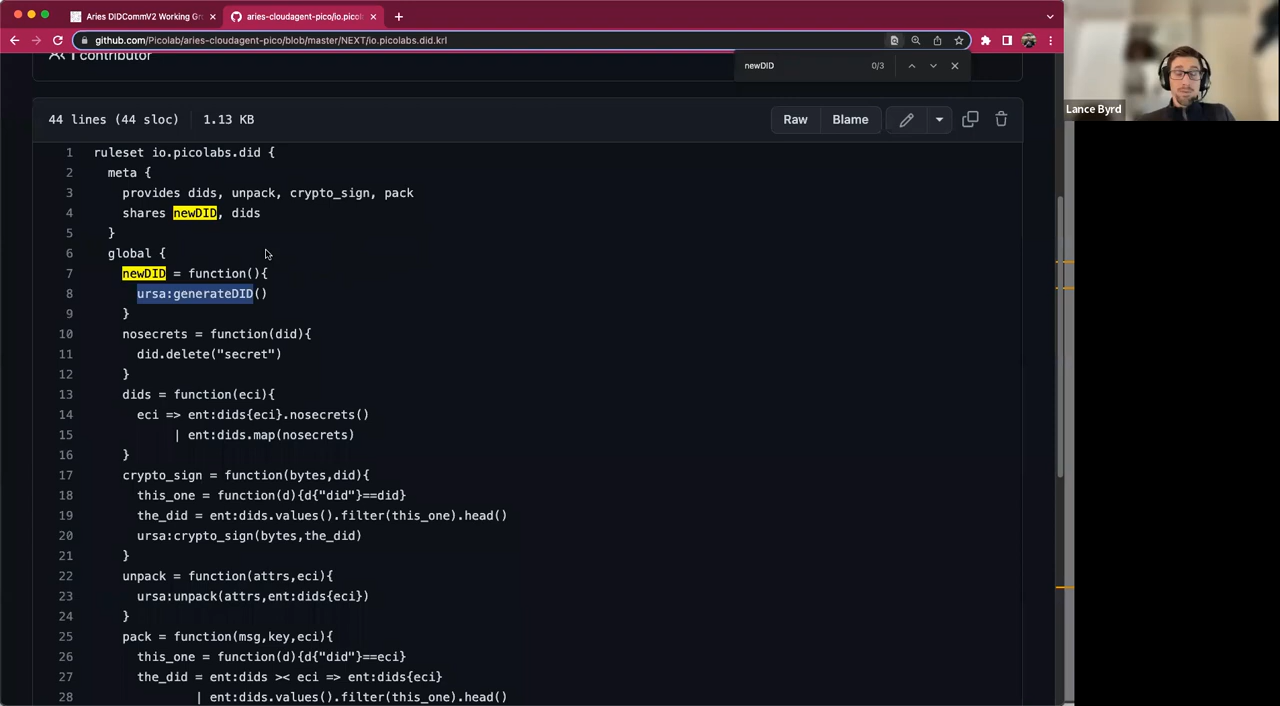 Aries DIDCommV2 Working Gr
aries-cloudagent-pico/io.picol
github.com/Picolab/aries-cloudagent-pico/blob/master/NEXT/io.picolabs.did.krl
1 contributor
newDID 0/3
Lance Byrd
44 lines (44 sloc) 1.13 KB
Raw Blame
1 ruleset io.picolabs.did {
2 meta {
3 provides dids, unpack, crypto_sign, pack
4 shares newDID, dids
5 }
6 global {
7 newDID = function(){
8 ursa:generateDID()
9 }
10 nosecrets = function(did){
11 did.delete("secret")
12 }
13 dids = function(eci){
14 eci => ent:dids{eci}.nosecrets()
15 | ent:dids.map(nosecrets)
16 }
17 crypto_sign = function(bytes,did){
18 this_one = function(d){d{"did"}==did}
19 the_did = ent:dids.values().filter(this_one).head()
20 ursa:crypto_sign(bytes,the_did)
21 }
22 unpack = function(attrs,eci){
23 ursa:unpack(attrs,ent:dids{eci})
24 }
25 pack = function(msg,key,eci){
26 this_one = function(d){d{"did"}==eci}
27 the_did = ent:dids >< eci => ent:dids{eci}
28 | ent:dids.values().filter(this_one).head()